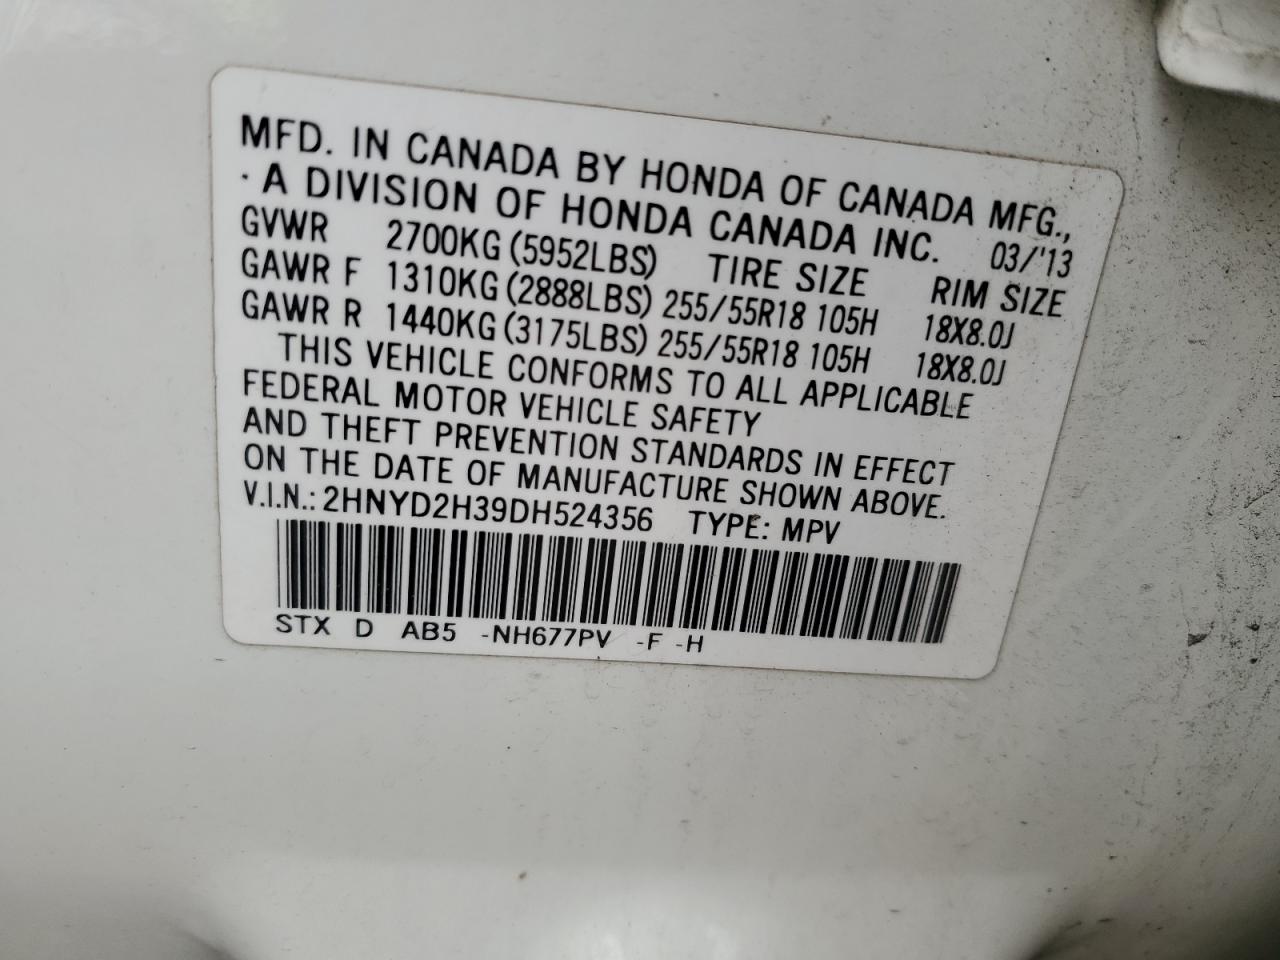 MFD. IN CANADA BY HONDA OF CANADA MFG.,
· A DIVISION OF HONDA CANADA INC. 03/'13
GVWR 2700KG (5952LBS) TIRE SIZE RIM SIZE
GAWR F 1310KG (2888LBS) 255/55R18 105H 18X8.0J
GAWR R 1440KG (3175LBS) 255/55R18 105H 18X8.0J
THIS VEHICLE CONFORMS TO ALL APPLICABLE
FEDERAL MOTOR VEHICLE SAFETY
AND THEFT PREVENTION STANDARDS IN EFFECT
ON THE DATE OF MANUFACTURE SHOWN ABOVE.
V.I.N.: 2HNYD2H39DH524356 TYPE: MPV
STX D AB5 -NH677PV -F -H